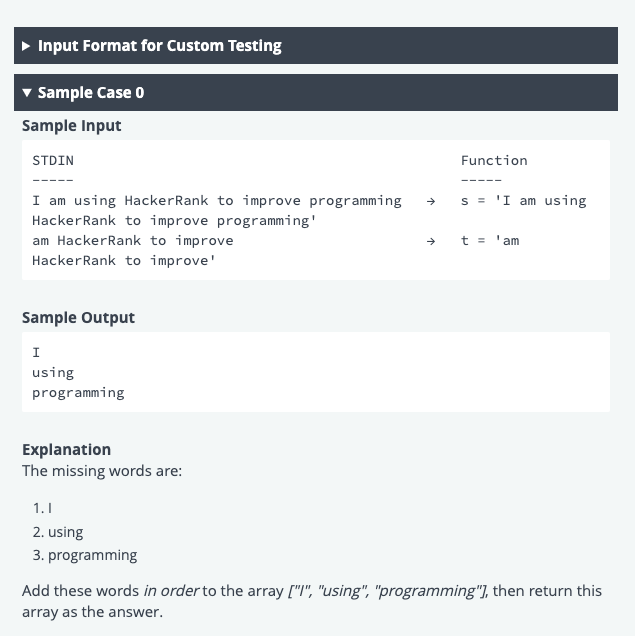 Input Format for Custom Testing
Sample Case 0
Sample Input
STDIN Function
----- -----
I am using HackerRank to improve programming → s = 'I am using
HackerRank to improve programming'
am HackerRank to improve → t = 'am
HackerRank to improve'
Sample Output
I
using
programming
Explanation
The missing words are:
1. I
2. using
3. programming
Add these words in order to the array ["I", "using", "programming"], then return this
array as the answer.